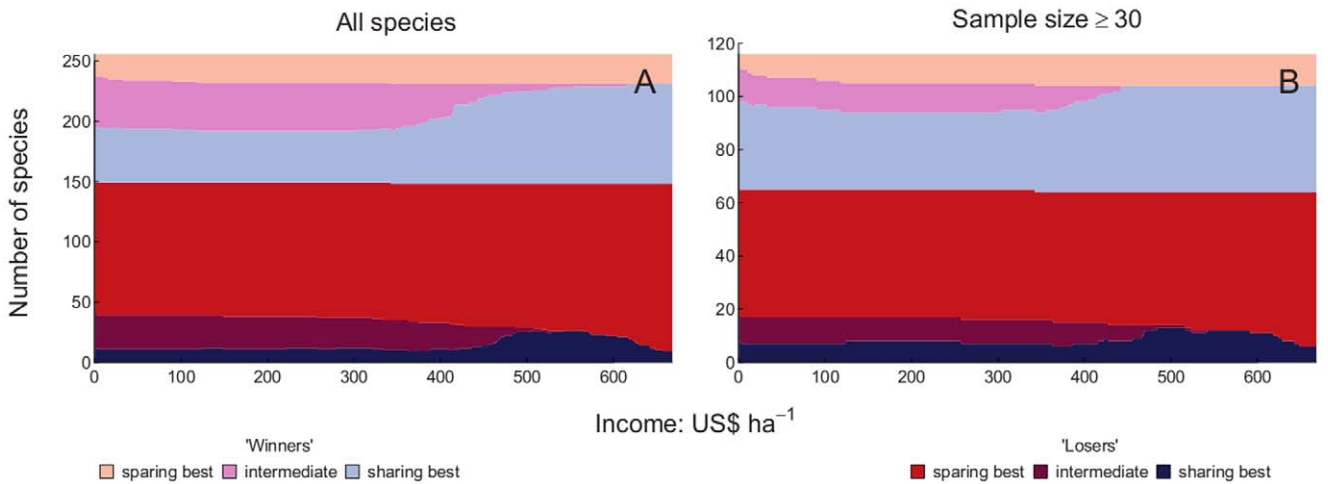 All species
Sample size ≥ 30
Number of species
250
200
150
100
50
0
0 100 200 300 400 500 600
A
120
100
80
60
40
20
0
0 100 200 300 400 500 600
B
Income: US$ ha⁻¹
'Winners'
sparing best intermediate sharing best
'Losers'
sparing best intermediate sharing best